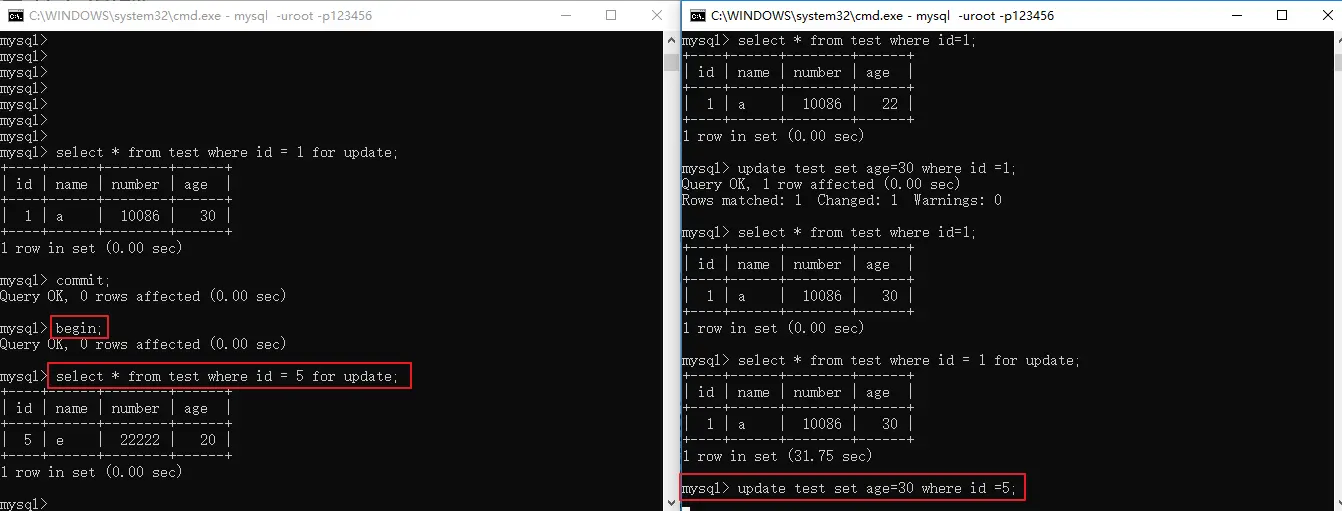 C:\WINDOWS\system32\cmd.exe - mysql -uroot -p123456
mysql>
mysql>
mysql>
mysql>
mysql>
mysql>
mysql>
mysql> select * from test where id = 1 for update;
+----+------+--------+------+
| id | name | number | age |
+----+------+--------+------+
| 1 | a | 10086 | 30 |
+----+------+--------+------+
1 row in set (0.00 sec)
mysql> commit;
Query OK, 0 rows affected (0.00 sec)
mysql> begin;
Query OK, 0 rows affected (0.00 sec)
mysql> select * from test where id = 5 for update;
+----+------+--------+------+
| id | name | number | age |
+----+------+--------+------+
| 5 | e | 22222 | 20 |
+----+------+--------+------+
1 row in set (0.00 sec)
mysql>
C:\WINDOWS\system32\cmd.exe - mysql -uroot -p123456
mysql> select * from test where id=1;
+----+------+--------+------+
| id | name | number | age |
+----+------+--------+------+
| 1 | a | 10086 | 22 |
+----+------+--------+------+
1 row in set (0.00 sec)
mysql> update test set age=30 where id =1;
Query OK, 1 row affected (0.00 sec)
Rows matched: 1 Changed: 1 Warnings: 0
mysql> select * from test where id=1;
+----+------+--------+------+
| id | name | number | age |
+----+------+--------+------+
| 1 | a | 10086 | 30 |
+----+------+--------+------+
1 row in set (0.00 sec)
mysql> select * from test where id = 1 for update;
+----+------+--------+------+
| id | name | number | age |
+----+------+--------+------+
| 1 | a | 10086 | 30 |
+----+------+--------+------+
1 row in set (31.75 sec)
mysql> update test set age=30 where id =5;